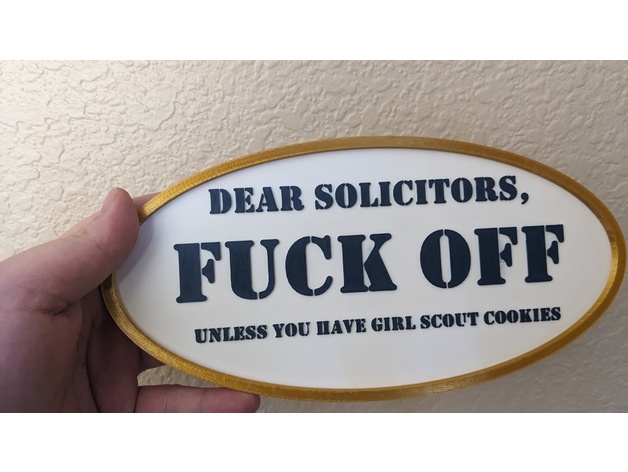 DEAR SOLICITORS,
FUCK OFF
UNLESS YOU HAVE GIRL SCOUT COOKIES